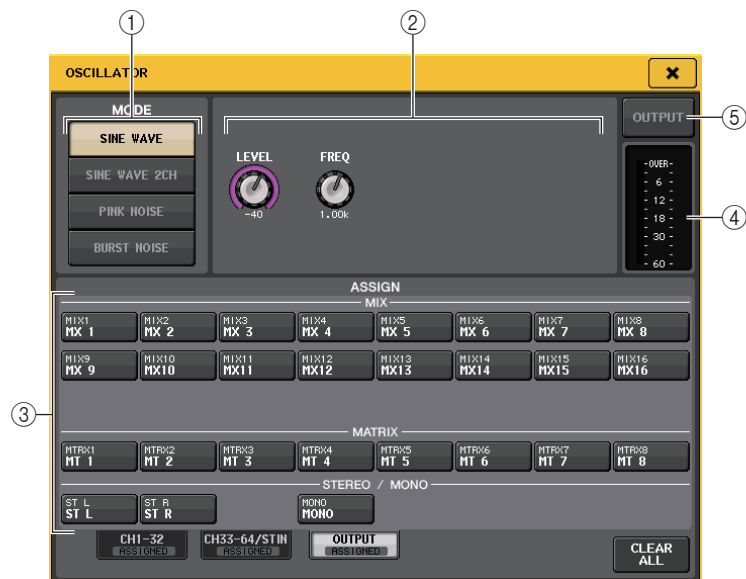 ① ②
OSCILLATOR
MODE
SINE WAVE
SINE WAVE 2CH
PINK NOISE
BURST NOISE
LEVEL FREQ
-40 1.00k
OUTPUT ⑤
-OVER-
- 6 -
- 12 -
- 18 - ④
- 30 -
- 60 -
ASSIGN
MIX
MIX1 MIX2 MIX3 MIX4 MIX5 MIX6 MIX7 MIX8
MX 1 MX 2 MX 3 MX 4 MX 5 MX 6 MX 7 MX 8
MIX9 MIX10 MIX11 MIX12 MIX13 MIX14 MIX15 MIX16
MX 9 MX10 MX11 MX12 MX13 MX14 MX15 MX16
③
MATRIX
MTRX1 MTRX2 MTRX3 MTRX4 MTRX5 MTRX6 MTRX7 MTRX8
MT 1 MT 2 MT 3 MT 4 MT 5 MT 6 MT 7 MT 8
STEREO / MONO
ST L ST R MONO
ST L ST R MONO
CH1-32 CH33-64/STIN OUTPUT
ASSIGNED ASSIGNED ASSIGNED
CLEAR
ALL